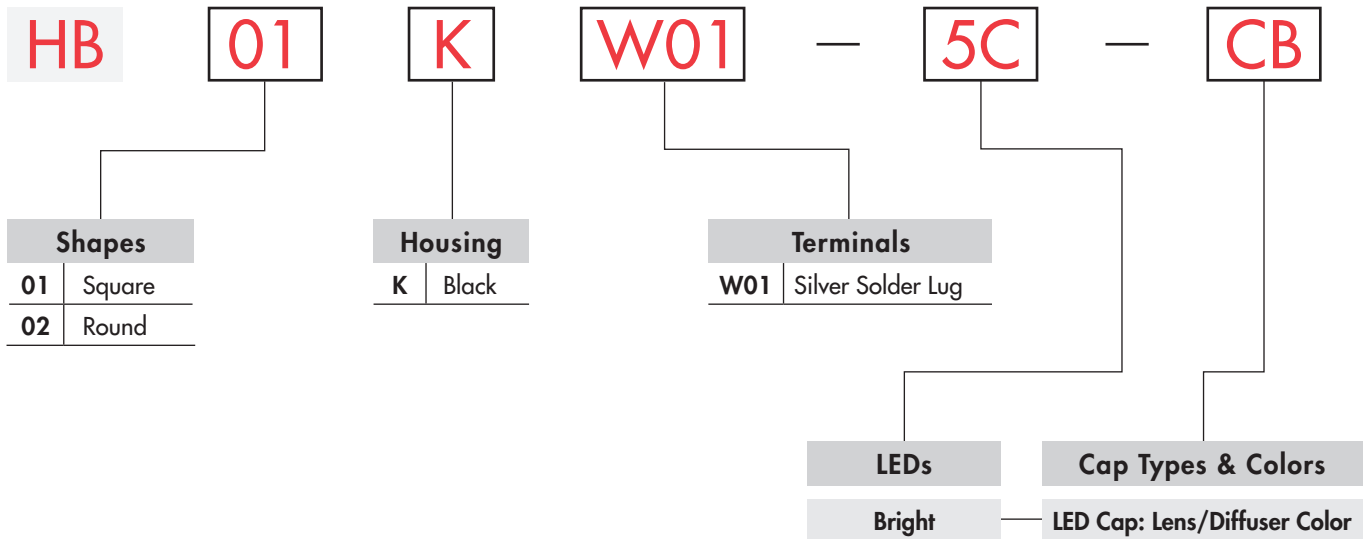 HB 01 K W01 — 5C — CB
Shapes
01 Square
02 Round
Housing
K Black
Terminals
W01 Silver Solder Lug
LEDs
Bright
Cap Types & Colors
LED Cap: Lens/Diffuser Color